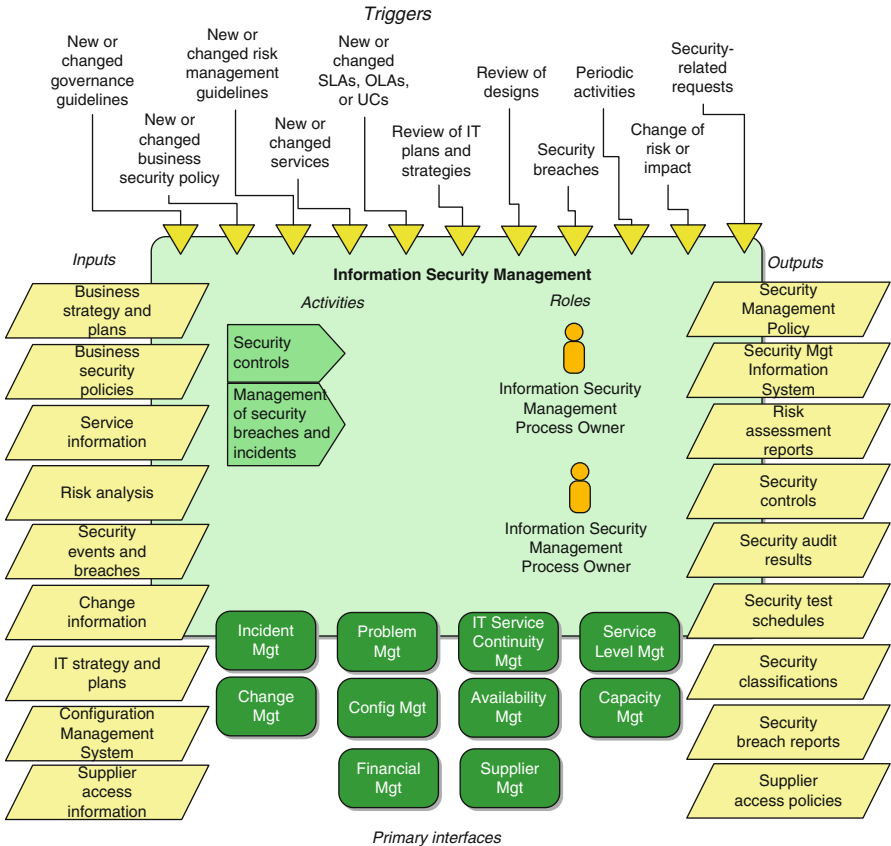 Triggers
New or
changed
governance
guidelines
New or
changed
business
security policy
New or
changed risk
management
guidelines
New or
changed
services
New or
changed
SLAs, OLAs,
or UCs
Review of IT
plans and
strategies
Review of
designs
Security
breaches
Periodic
activities
Change of
risk or
impact
Security-
related
requests
Inputs
Business
strategy and
plans
Business
security
policies
Service
information
Risk analysis
Security
events and
breaches
Change
information
IT strategy and
plans
Configuration
Management
System
Supplier
access
information
Information Security Management
Activities
Security
controls
Management
of security
breaches and
incidents
Roles
Information Security
Management
Process Owner
Information Security
Management
Process Owner
Outputs
Security
Management
Policy
Security Mgt
Information
System
Risk
assessment
reports
Security
controls
Security audit
results
Security test
schedules
Security
classifications
Security
breach reports
Supplier
access policies
Incident
Mgt
Problem
Mgt
IT Service
Continuity
Mgt
Service
Level Mgt
Change
Mgt
Config Mgt
Availability
Mgt
Capacity
Mgt
Financial
Mgt
Supplier
Mgt
Primary interfaces